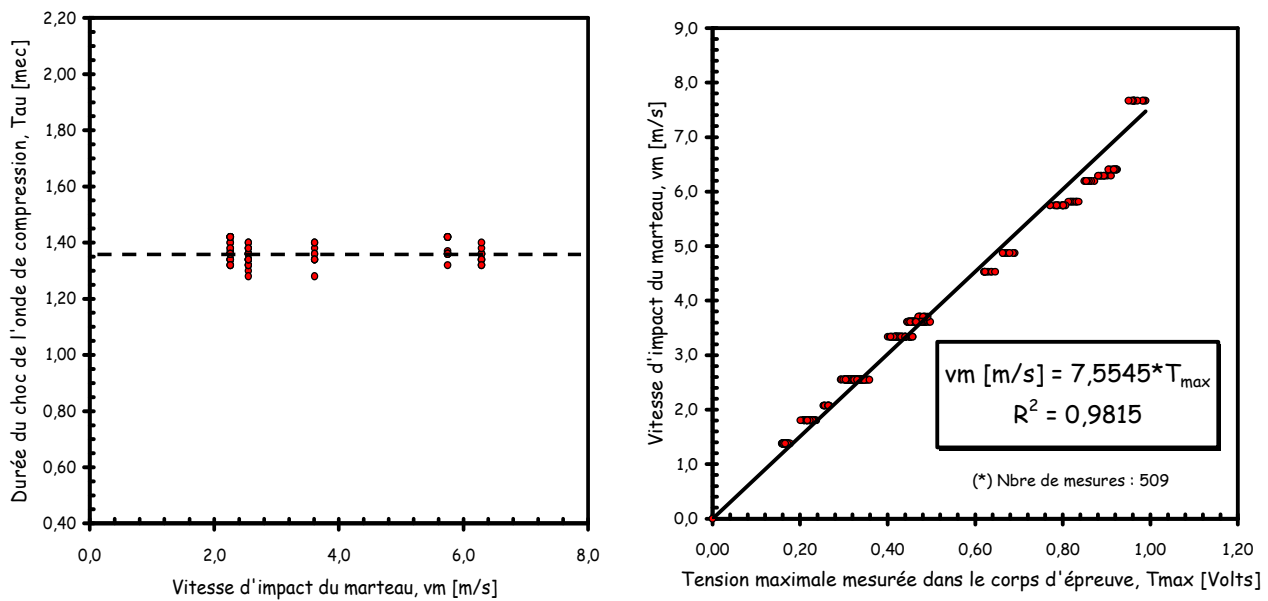 2,20
2,00
1,80
1,60
1,40
1,20
1,00
0,80
0,60
0,40
Durée du choc de l'onde de compression, Tau [mec]
0,0 2,0 4,0 6,0 8,0
Vitesse d'impact du marteau, vm [m/s]
9,0
8,0
7,0
6,0
5,0
4,0
3,0
2,0
1,0
0,0
Vitesse d'impact du marteau, vm [m/s]
vm [m/s] = 7,5545*Tmax
R² = 0,9815
(*) Nbre de mesures : 509
0,00 0,20 0,40 0,60 0,80 1,00 1,20
Tension maximale mesurée dans le corps d'épreuve, Tmax [Volts]